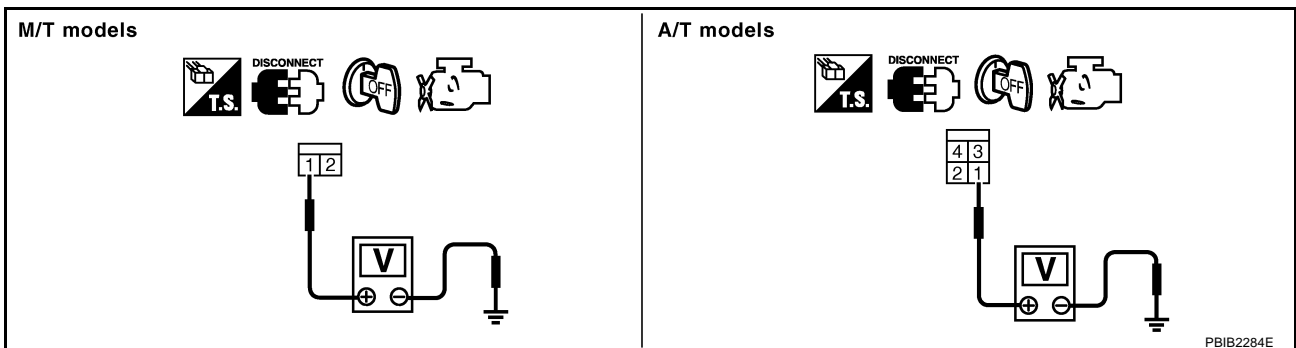 M/T models
DISCONNECT
T.S.
OFF
1 2
V
+ −
A/T models
DISCONNECT
T.S.
OFF
4 3
2 1
V
+ −
PBIB2284E